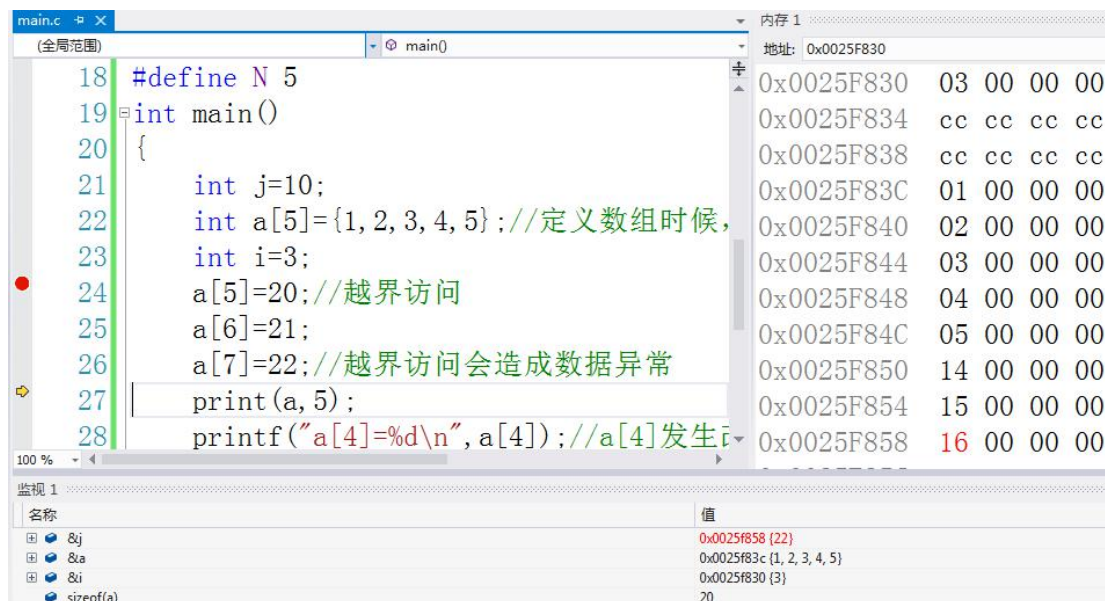 main.c
(全局范围)
main()
18 #define N 5
19 int main()
20 {
21 int j=10;
22 int a[5]={1,2,3,4,5};//定义数组时候,
23 int i=3;
24 a[5]=20;//越界访问
25 a[6]=21;
26 a[7]=22;//越界访问会造成数据异常
27 print(a,5);
28 printf("a[4]=%d\n",a[4]);//a[4]发生
100 %
内存 1
地址: 0x0025F830
0x0025F830 03 00 00 00
0x0025F834 cc cc cc cc
0x0025F838 cc cc cc cc
0x0025F83C 01 00 00 00
0x0025F840 02 00 00 00
0x0025F844 03 00 00 00
0x0025F848 04 00 00 00
0x0025F84C 05 00 00 00
0x0025F850 14 00 00 00
0x0025F854 15 00 00 00
0x0025F858 16 00 00 00
监视 1
名称 值
&j 0x0025f858 {22}
&a 0x0025f83c {1, 2, 3, 4, 5}
&i 0x0025f830 {3}
sizeof(a) 20